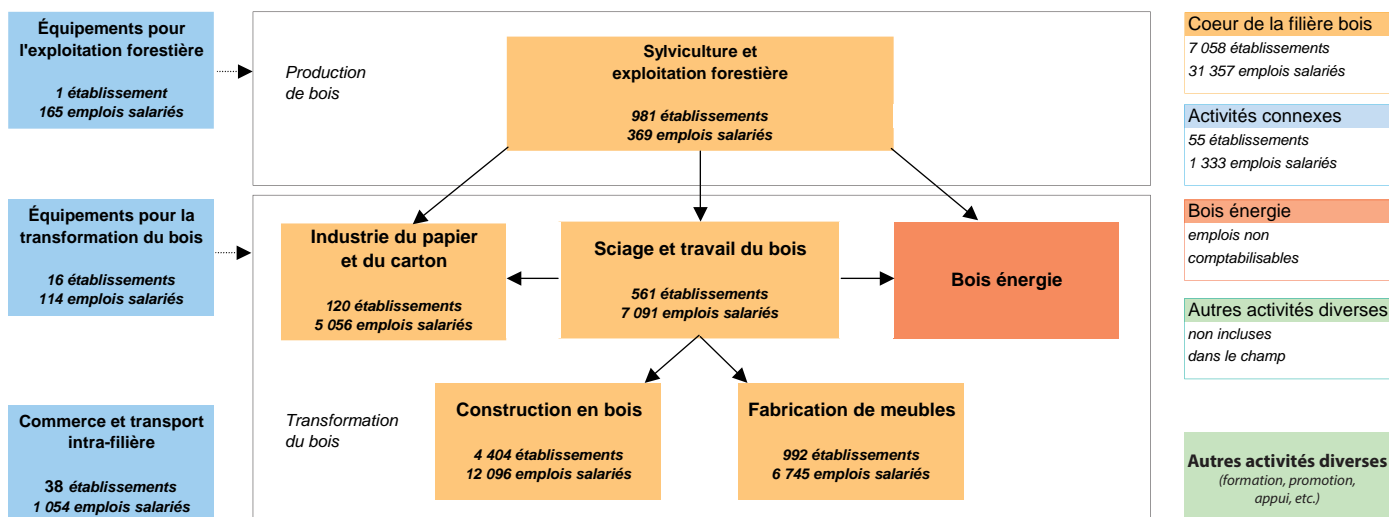 Équipements pour
l'exploitation forestière
1 établissement
165 emplois salariés
Production
de bois
Sylviculture et
exploitation forestière
981 établissements
369 emplois salariés
Équipements pour la
transformation du bois
16 établissements
114 emplois salariés
Industrie du papier
et du carton
120 établissements
5 056 emplois salariés
Sciage et travail du bois
561 établissements
7 091 emplois salariés
Bois énergie
Commerce et transport
intra-filière
38 établissements
1 054 emplois salariés
Transformation
du bois
Construction en bois
4 404 établissements
12 096 emplois salariés
Fabrication de meubles
992 établissements
6 745 emplois salariés
Coeur de la filière bois
7 058 établissements
31 357 emplois salariés
Activités connexes
55 établissements
1 333 emplois salariés
Bois énergie
emplois non
comptabilisables
Autres activités diverses
non incluses
dans le champ
Autres activités diverses
(formation, promotion,
appui, etc.)